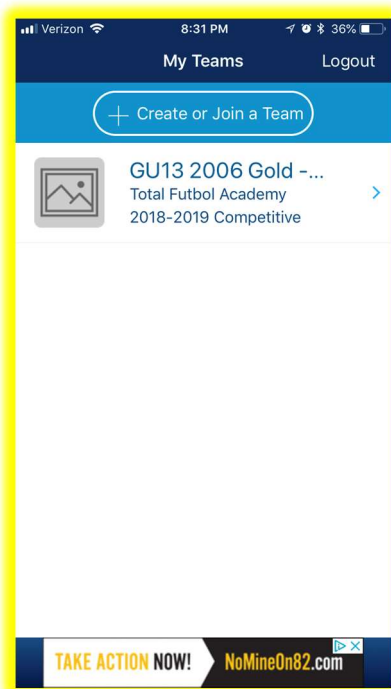 Verizon 8:31 PM 36%
My Teams Logout
Create or Join a Team
GU13 2006 Gold -...
Total Futbol Academy
2018-2019 Competitive
TAKE ACTION NOW! NoMineOn82.com